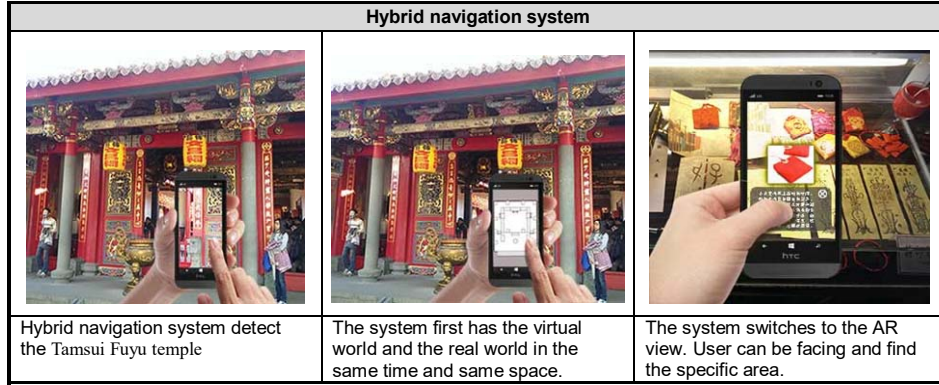 Hybrid navigation system
htc
Hybrid navigation system detect
the Tamsui Fuyu temple
The system first has the virtual
world and the real world in the
same time and same space.
The system switches to the AR
view. User can be facing and find
the specific area.